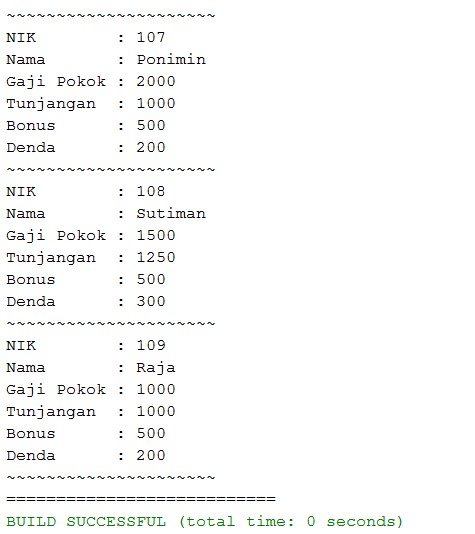 ~~~~~~~~~~~~~~~~~~~~~
NIK        : 107
Nama       : Ponimin
Gaji Pokok : 2000
Tunjangan  : 1000
Bonus      : 500
Denda      : 200
~~~~~~~~~~~~~~~~~~~~~
NIK        : 108
Nama       : Sutiman
Gaji Pokok : 1500
Tunjangan  : 1250
Bonus      : 500
Denda      : 300
~~~~~~~~~~~~~~~~~~~~~
NIK        : 109
Nama       : Raja
Gaji Pokok : 1000
Tunjangan  : 1000
Bonus      : 500
Denda      : 200
~~~~~~~~~~~~~~~~~~~~~
===========================
BUILD SUCCESSFUL (total time: 0 seconds)